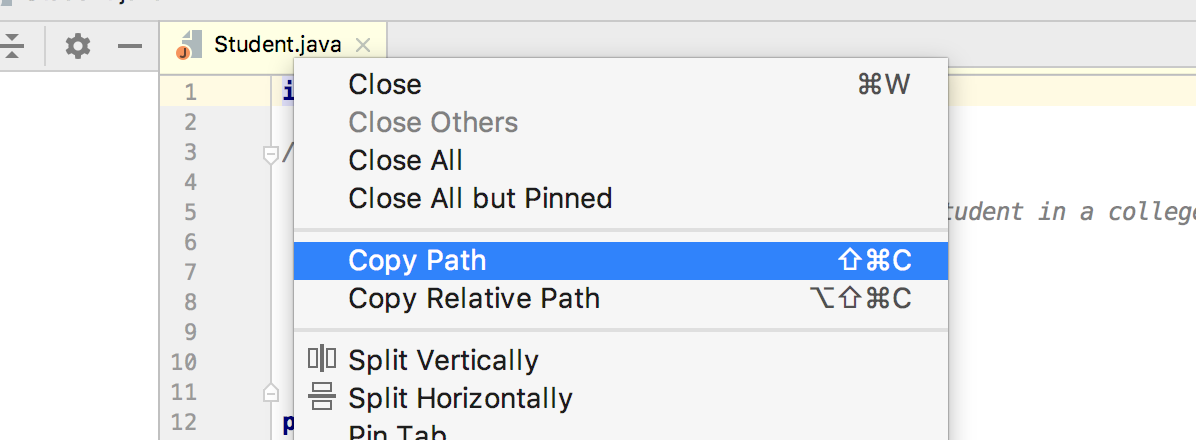 Student.java
Close ⌘W
Close Others
Close All
Close All but Pinned
Copy Path ⇧⌘C
Copy Relative Path ⌥⇧⌘C
Split Vertically
Split Horizontally
Pin Tab
1 i
2
3 /
4
5 tudent in a college
6
7
8
9
10
11
12 p